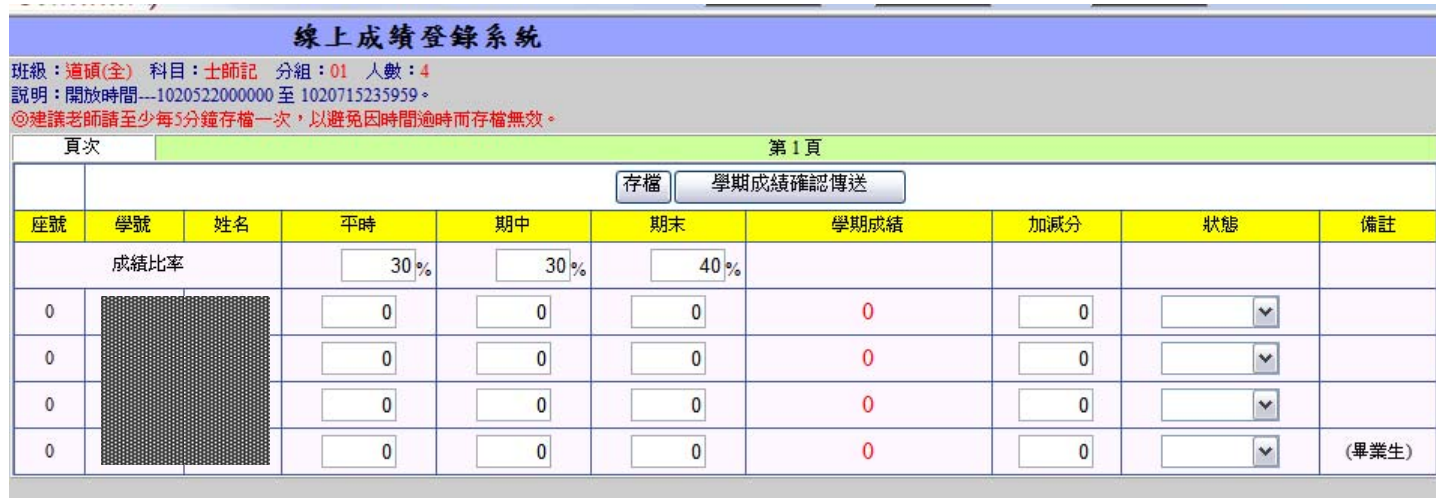 線上成績登錄系統
班級：道碩(全) 科目：士師記 分組：01 人數：4
說明：開放時間---1020522000000 至 1020715235959。
◎建議老師請至少每5分鐘存檔一次，以避免因時間逾時而存檔無效。
頁次 第 1 頁
存檔 學期成績確認傳送
座號 學號 姓名 平時 期中 期末 學期成績 加減分 狀態 備註
成績比率 30% 30% 40%
0 0 0 0 0 0
0 0 0 0 0 0
0 0 0 0 0 0
0 0 0 0 0 0 (畢業生)